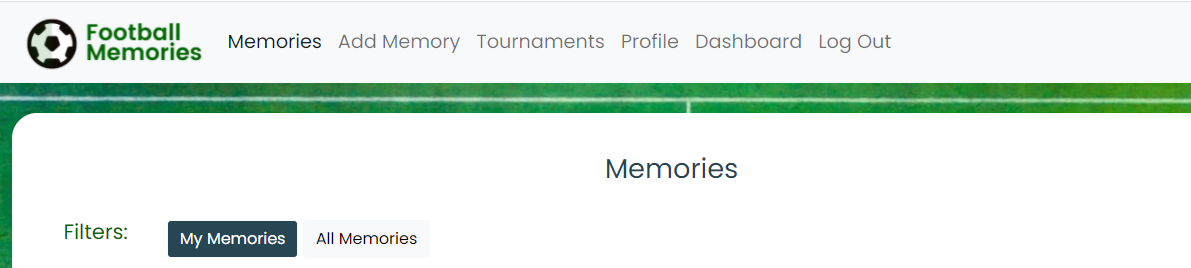 Football
Memories
Memories Add Memory Tournaments Profile Dashboard Log Out
Memories
Filters: My Memories All Memories